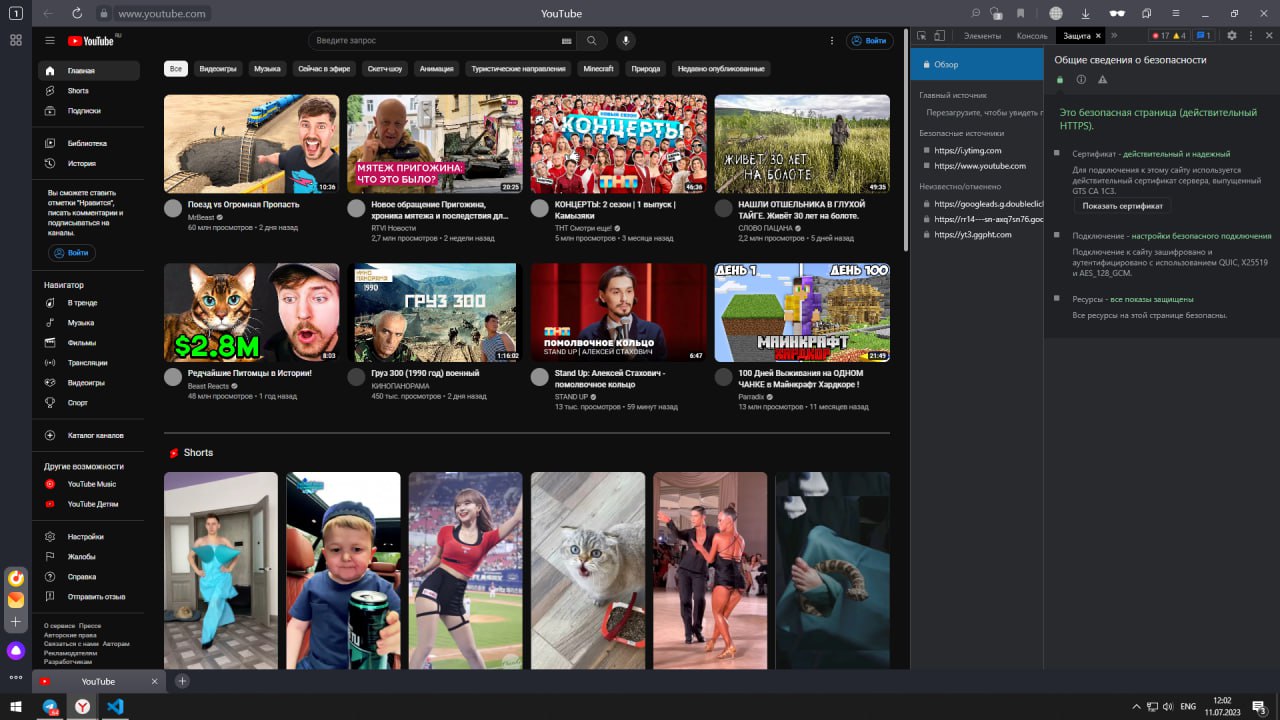 1
www.youtube.com
YouTube
YouTube RU
Введите запрос
Войти
Главная
Shorts
Подписки
Библиотека
История
Вы сможете ставить
отметки "Нравится",
писать комментарии и
подписываться на
каналы.
Войти
Навигатор
В тренде
Музыка
Фильмы
Трансляции
Видеоигры
Спорт
Каталог каналов
Другие возможности
YouTube Music
YouTube Детям
Настройки
Жалобы
Справка
Отправить отзыв
О сервисе Прессе
Авторские права
Связаться с нами Авторам
Рекламодателям
Разработчикам
Все
Видеоигры
Музыка
Сейчас в эфире
Скетч-шоу
Анимация
Туристические направления
Minecraft
Природа
Недавно опубликованные
10:36
Поезд vs Огромная Пропасть
MrBeast
60 млн просмотров • 2 дня назад
МЯТЕЖ ПРИГОЖИНА:
ЧТО ЭТО БЫЛО?
20:25
Новое обращение Пригожина,
хроника мятежа и последствия дл...
RTVI Новости
2,7 млн просмотров • 2 недели назад
НОВЫЙ СЕЗОН
КОНЦЕРТЫ
ТНТ
46:36
КОНЦЕРТЫ: 2 сезон | 1 выпуск |
Камызяки
ТНТ Смотри еще!
5 млн просмотров • 3 месяца назад
ЖИВЁТ 30 ЛЕТ
НА БОЛОТЕ
49:35
НАШЛИ ОТШЕЛЬНИКА В ГЛУХОЙ
ТАЙГЕ. Живёт 30 лет на болоте.
СЛОВО ПАЦАНА
2,2 млн просмотров • 5 дней назад
$2.8M
8:03
Редчайшие Питомцы в Истории!
Beast Reacts
48 млн просмотров • 1 год назад
КИНО
ПАНОРАМА
1990
ГРУЗ 300
1:16:02
Груз 300 (1990 год) военный
КИНОПАНОРАМА
450 тыс. просмотров • 2 дня назад
ТНТ
ПОМОЛВОЧНОЕ КОЛЬЦО
STAND UP | АЛЕКСЕЙ СТАХОВИЧ
6:47
Stand Up: Алексей Стахович -
помолвочное кольцо
STAND UP
13 тыс. просмотров • 59 минут назад
ДЕНЬ 1
ДЕНЬ 100
МАЙНКРАФТ
ХАРДКОР
21:49
100 Дней Выживания на ОДНОМ
ЧАНКЕ в Майнкрафт Хардкоре !
Parradix
13 млн просмотров • 11 месяцев назад
Shorts
Элементы
Консоль
Защита
17
4
1
Обзор
Главный источник
Перезагрузите, чтобы увидеть п
Безопасные источники
https://i.ytimg.com
https://www.youtube.com
Неизвестно/отменено
https://googleads.g.doubleclicl
https://rr14---sn-axq7sn76.goc
https://yt3.ggpht.com
Общие сведения о безопасности
Это безопасная страница (действительный
HTTPS).
Сертификат - действительный и надежный
Для подключения к этому сайту используется
действительный сертификат сервера, выпущенный
GTS CA 1C3.
Показать сертификат
Подключение - настройки безопасного подключения
Подключение к сайту зашифровано и
аутентифицировано с использованием QUIC, X25519
и AES_128_GCM.
Ресурсы - все показы защищены
Все ресурсы на этой странице безопасны.
YouTube
ENG
12:02
11.07.2023